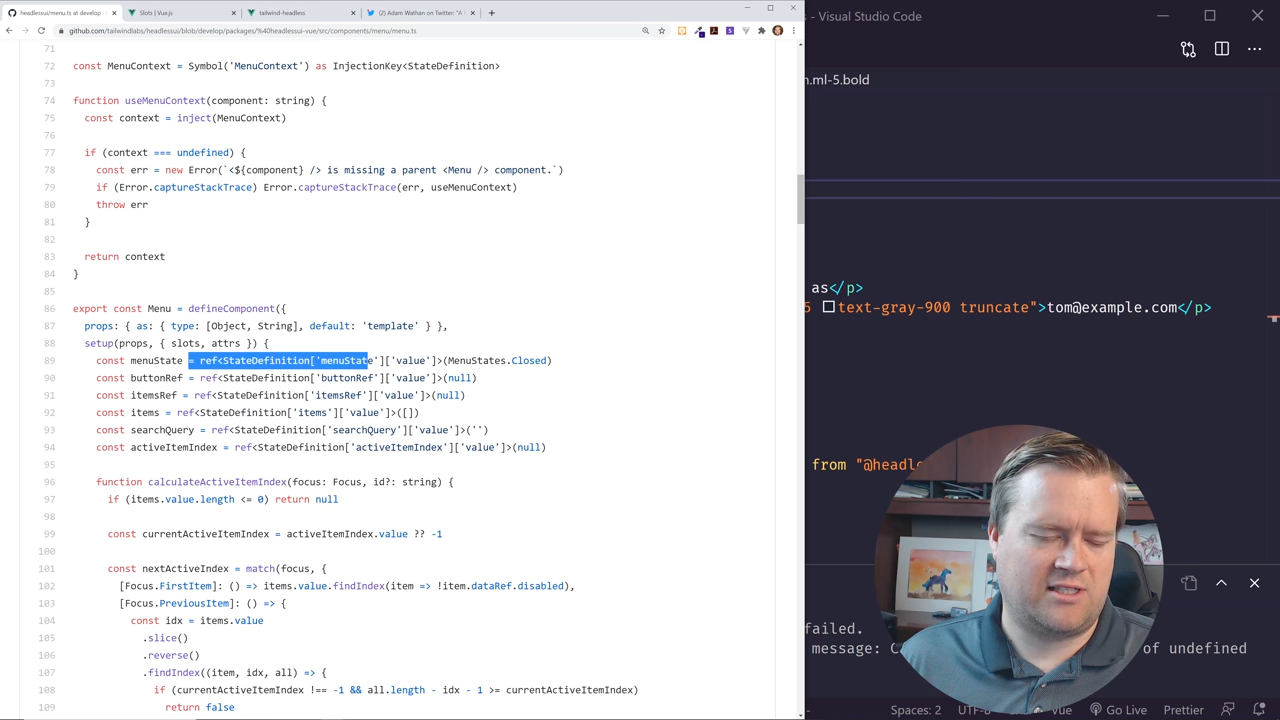 headlessui/menu.ts at develop ·
Slots | Vue.js
tailwind-headless
(2) Adam Wathan on Twitter: "A
github.com/tailwindlabs/headlessui/blob/develop/packages/%40headlessui-vue/src/components/menu/menu.ts
- Visual Studio Code
n.ml-5.bold
71
72 const MenuContext = Symbol('MenuContext') as InjectionKey<StateDefinition>
73
74 function useMenuContext(component: string) {
75 const context = inject(MenuContext)
76
77 if (context === undefined) {
78 const err = new Error(`<${component} /> is missing a parent <Menu /> component.`)
79 if (Error.captureStackTrace) Error.captureStackTrace(err, useMenuContext)
80 throw err
81 }
82
83 return context
84 }
85
86 export const Menu = defineComponent({
87 props: { as: { type: [Object, String], default: 'template' } },
88 setup(props, { slots, attrs }) {
89 const menuState = ref<StateDefinition['menuState']['value']>(MenuStates.Closed)
90 const buttonRef = ref<StateDefinition['buttonRef']['value']>(null)
91 const itemsRef = ref<StateDefinition['itemsRef']['value']>(null)
92 const items = ref<StateDefinition['items']['value']>([])
93 const searchQuery = ref<StateDefinition['searchQuery']['value']>('')
94 const activeItemIndex = ref<StateDefinition['activeItemIndex']['value']>(null)
95
96 function calculateActiveItemIndex(focus: Focus, id?: string) {
97 if (items.value.length <= 0) return null
98
99 const currentActiveItemIndex = activeItemIndex.value ?? -1
100
101 const nextActiveIndex = match(focus, {
102 [Focus.FirstItem]: () => items.value.findIndex(item => !item.dataRef.disabled),
103 [Focus.PreviousItem]: () => {
104 const idx = items.value
105 .slice()
106 .reverse()
107 .findIndex((item, idx, all) => {
108 if (currentActiveItemIndex !== -1 && all.length - idx - 1 >= currentActiveItemIndex)
109 return false
as</p>
5 text-gray-900 truncate">tom@example.com</p>
from "@headle
failed.
message: C
of undefined
Spaces: 2 UTF-8 Vue Go Live Prettier